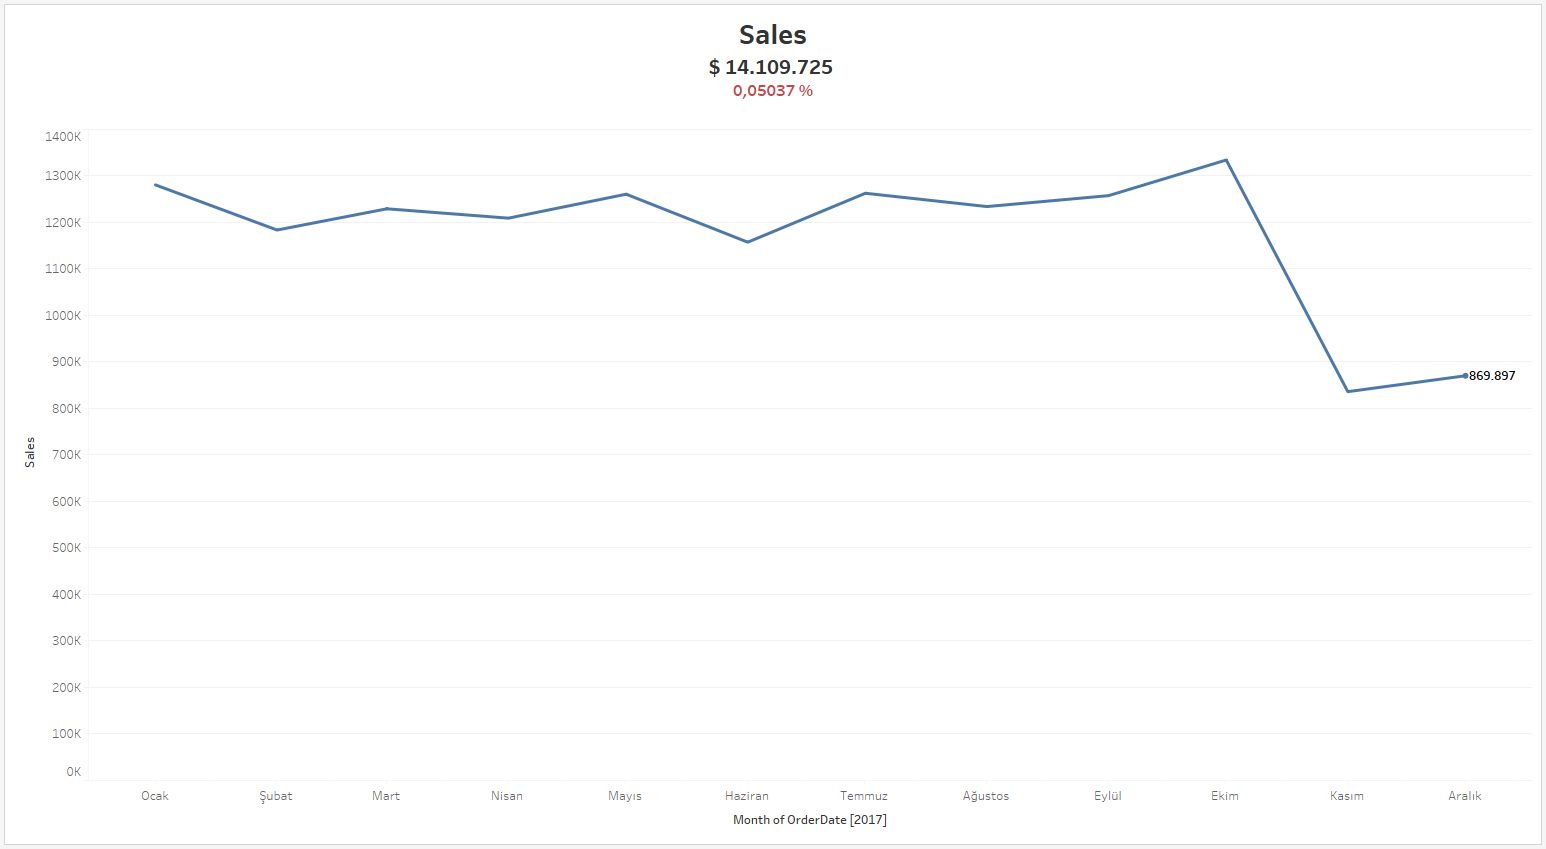 Sales
$ 14.109.725
0,05037 %
1400K
1300K
1200K
1100K
1000K
900K
800K
700K
600K
500K
400K
300K
200K
100K
0K
Sales
869.897
Ocak Şubat Mart Nisan Mayıs Haziran Temmuz Ağustos Eylül Ekim Kasım Aralık
Month of OrderDate [2017]